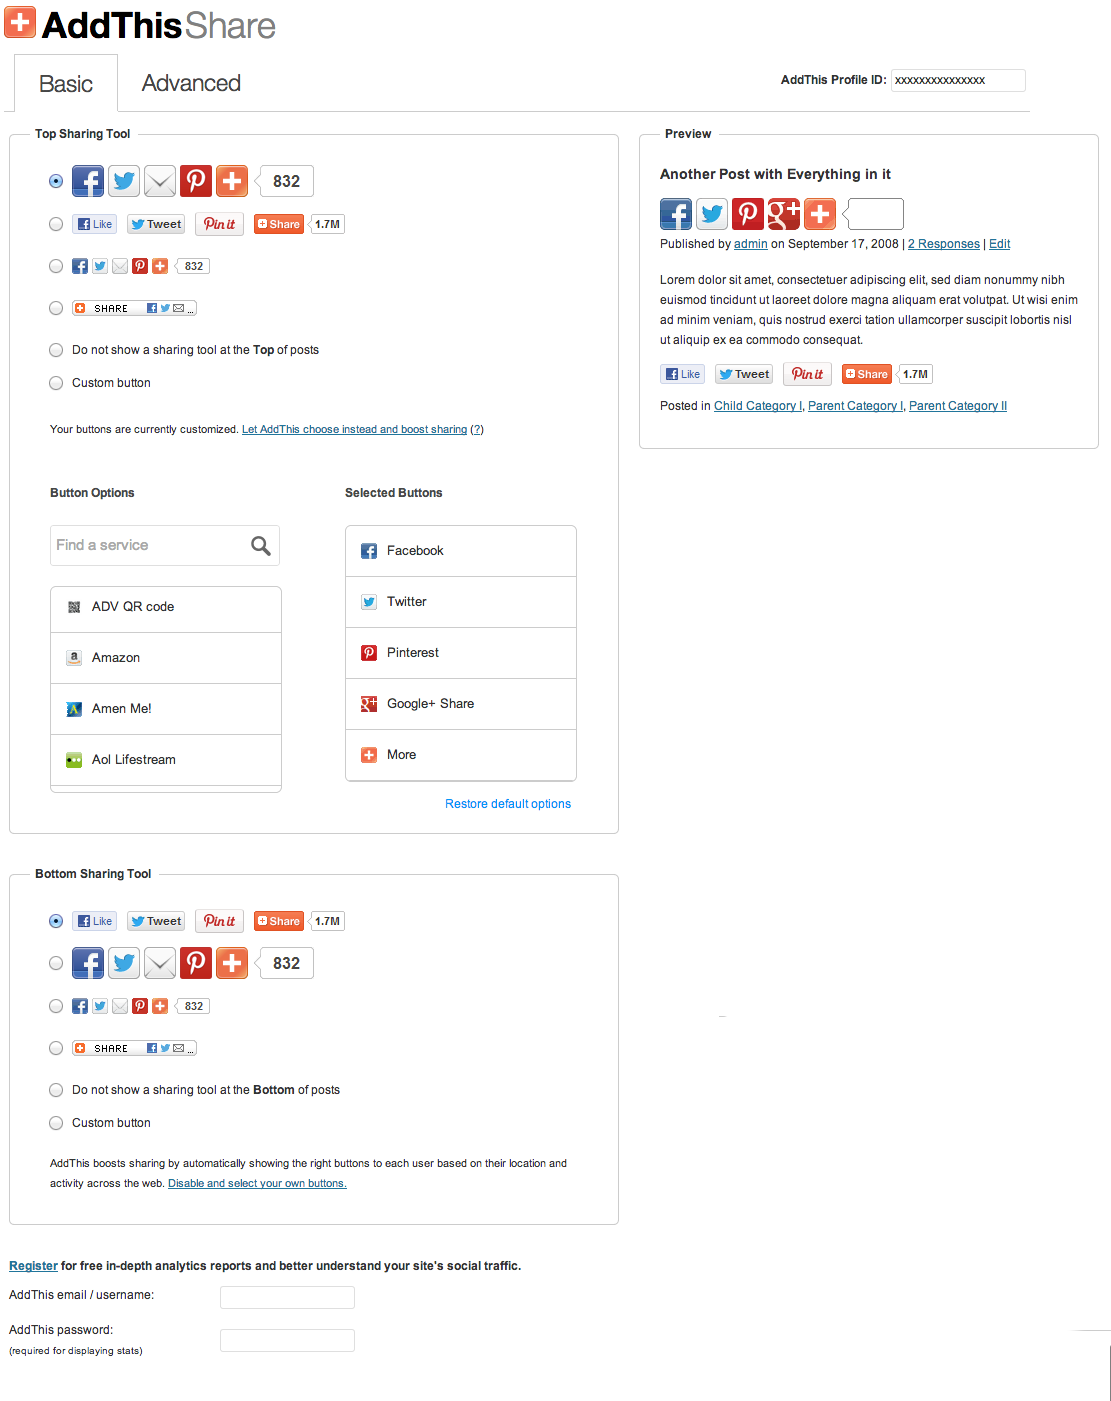 AddThis Share
Basic
Advanced
AddThis Profile ID: xxxxxxxxxxxxxxx
Top Sharing Tool
832
Like Tweet Pin it Share 1.7M
832
SHARE ...
Do not show a sharing tool at the Top of posts
Custom button
Your buttons are currently customized. Let AddThis choose instead and boost sharing (?)
Button Options
Find a service
ADV QR code
Amazon
Amen Me!
Aol Lifestream
Selected Buttons
Facebook
Twitter
Pinterest
Google+ Share
More
Restore default options
Preview
Another Post with Everything in it
Published by admin on September 17, 2008 | 2 Responses | Edit
Lorem dolor sit amet, consectetuer adipiscing elit, sed diam nonummy nibh
euismod tincidunt ut laoreet dolore magna aliquam erat volutpat. Ut wisi enim
ad minim veniam, quis nostrud exerci tation ullamcorper suscipit lobortis nisl
ut aliquip ex ea commodo consequat.
Like Tweet Pin it Share 1.7M
Posted in Child Category I, Parent Category I, Parent Category II
Bottom Sharing Tool
Like Tweet Pin it Share 1.7M
832
832
SHARE ...
Do not show a sharing tool at the Bottom of posts
Custom button
AddThis boosts sharing by automatically showing the right buttons to each user based on their location and
activity across the web. Disable and select your own buttons.
Register for free in-depth analytics reports and better understand your site's social traffic.
AddThis email / username:
AddThis password:
(required for displaying stats)